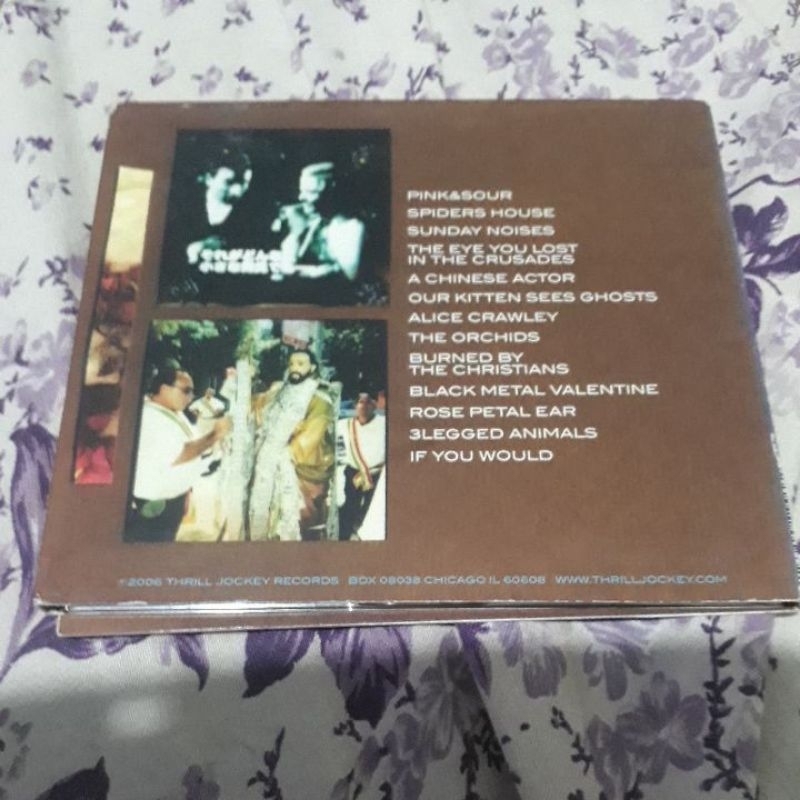 PINK&SOUR
SPIDERS HOUSE
SUNDAY NOISES
THE EYE YOU LOST
IN THE CRUSADES
A CHINESE ACTOR
OUR KITTEN SEES GHOSTS
ALICE CRAWLEY
THE ORCHIDS
BURNED BY
THE CHRISTIANS
BLACK METAL VALENTINE
ROSE PETAL EAR
3LEGGED ANIMALS
IF YOU WOULD
©2006 THRILL JOCKEY RECORDS BOX 08038 CHICAGO IL 60608 WWW.THRILLJOCKEY.COM